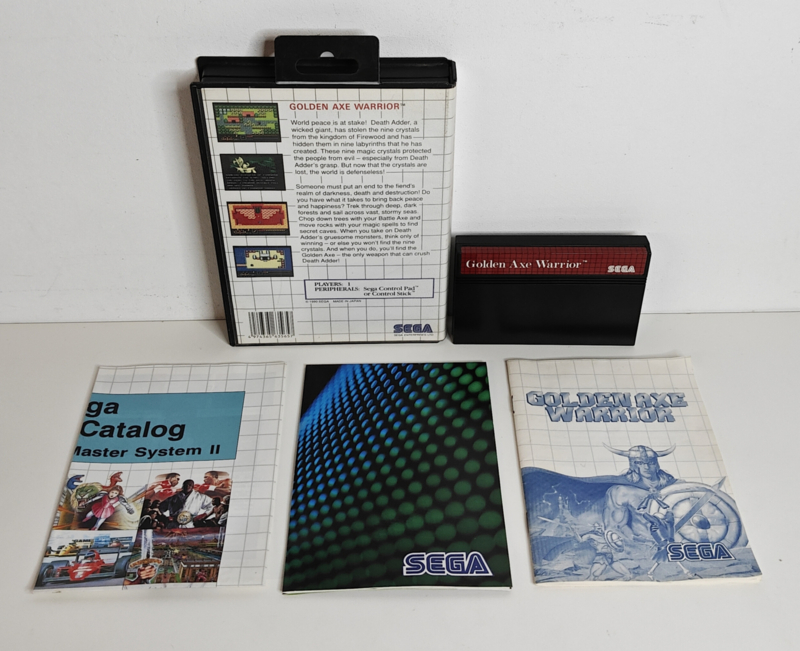 GOLDEN AXE WARRIOR™
World peace is at stake! Death Adder, a
wicked giant, has stolen the nine crystals
from the kingdom of Firewood and has
hidden them in nine labyrinths that he has
created. These nine magic crystals protected
the people from evil – especially from Death
Adder's grasp. But now that the crystals are
lost, the world is defenseless!
Someone must put an end to the fiend's
realm of darkness, death and destruction! Do
you have what it takes to bring back peace
and happiness? Trek through deep, dark
forests and sail across vast, stormy seas.
Chop down trees with your Battle Axe and
move rocks with your magic spells to find
secret caves. When you take on Death
Adder's gruesome monsters, think only of
winning – or else you won't find the nine
crystals. And when you do, you'll find the
Golden Axe – the only weapon that can crush
Death Adder!
PLAYERS: 1
PERIPHERALS: Sega Control Pad™
or Control Stick™
MADE IN JAPAN
SEGA
Golden Axe Warrior™
SEGA
ga
Catalog
Master System II
SEGA
GOLDEN AXE
WARRIOR
SEGA